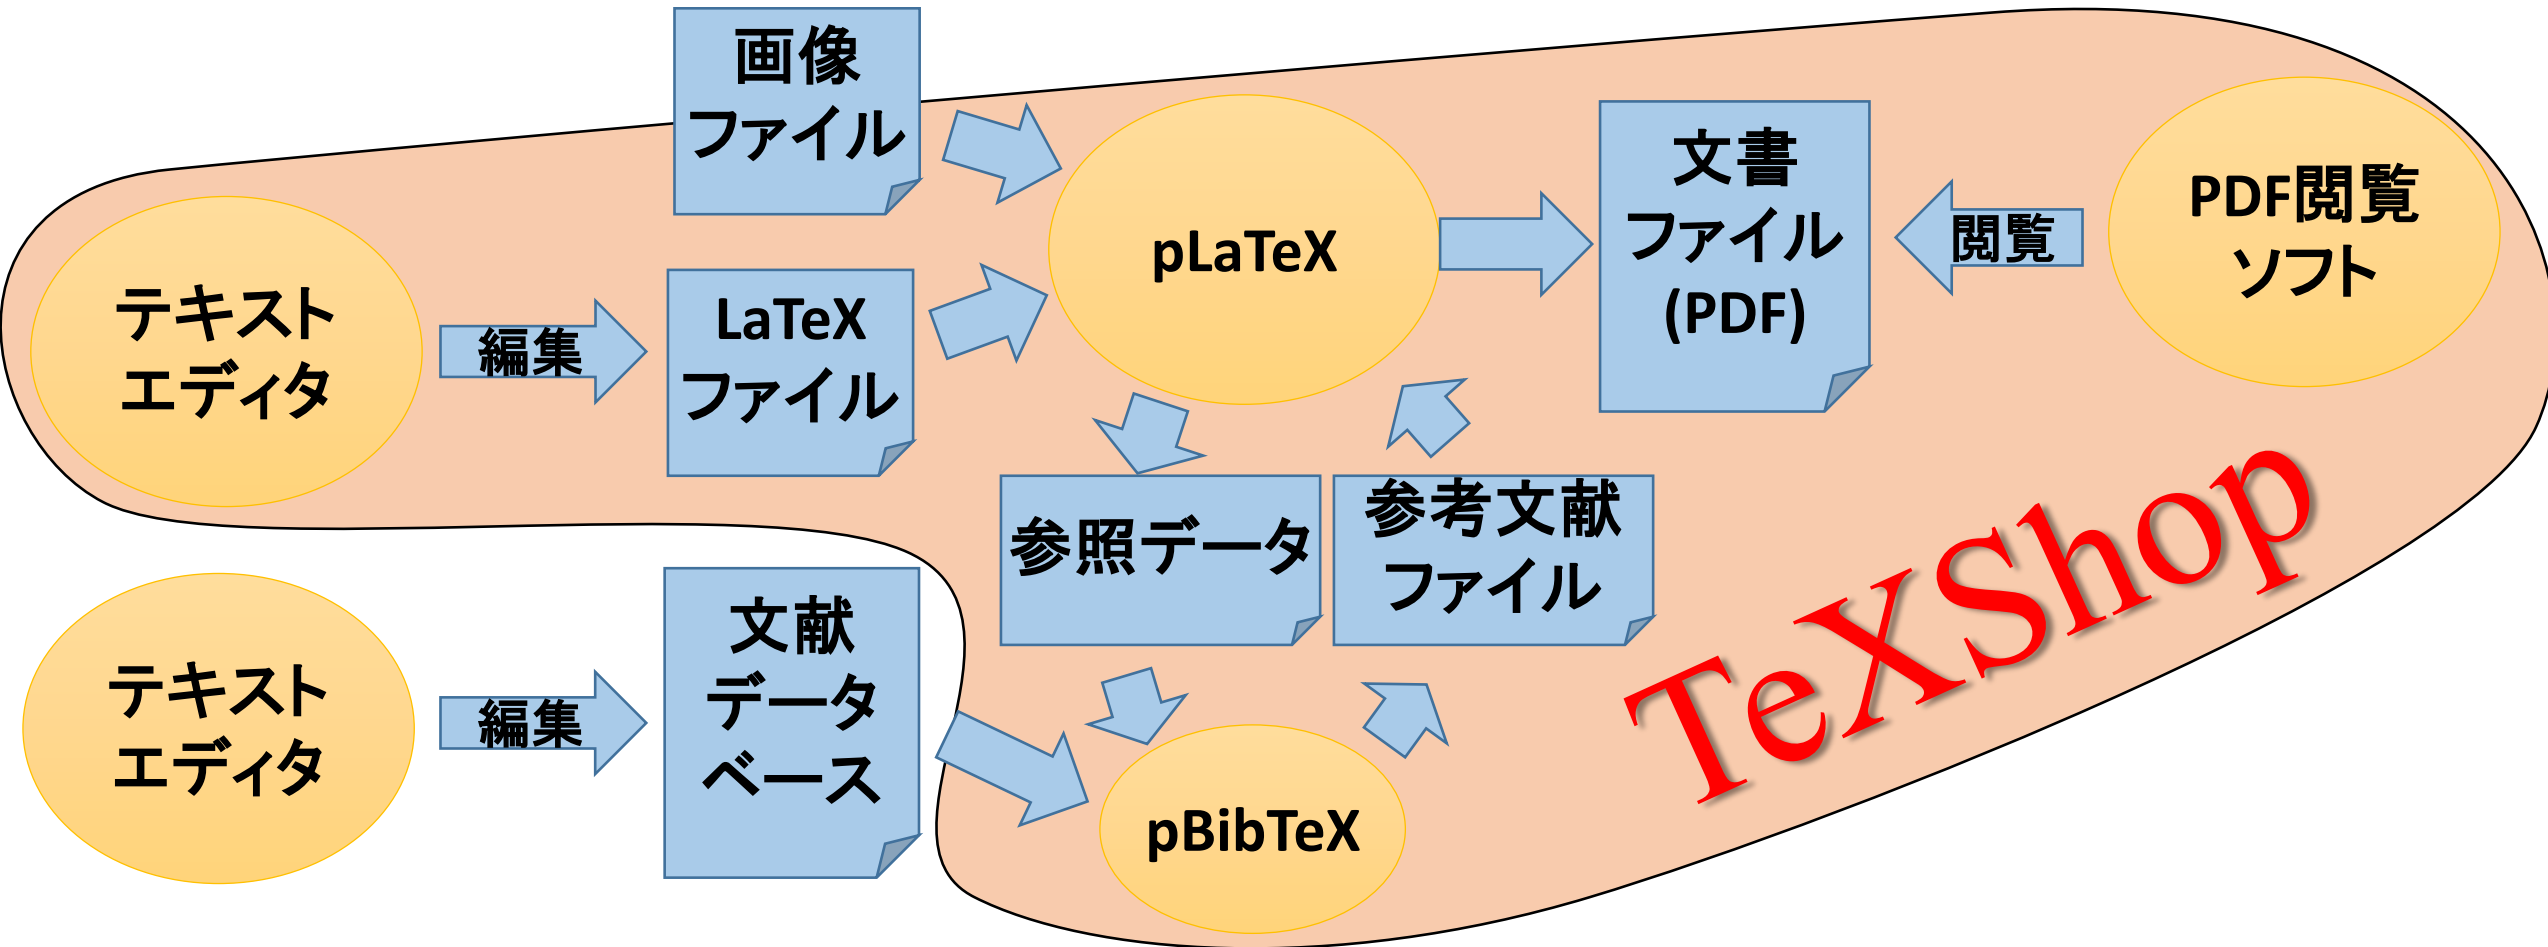 画像
ファイル
テキスト
エディタ
編集
LaTeX
ファイル
pLaTeX
文書
ファイル
(PDF)
閲覧
PDF閲覧
ソフト
参照データ
参考文献
ファイル
テキスト
エディタ
編集
文献
データ
ベース
pBibTeX
TeXShop